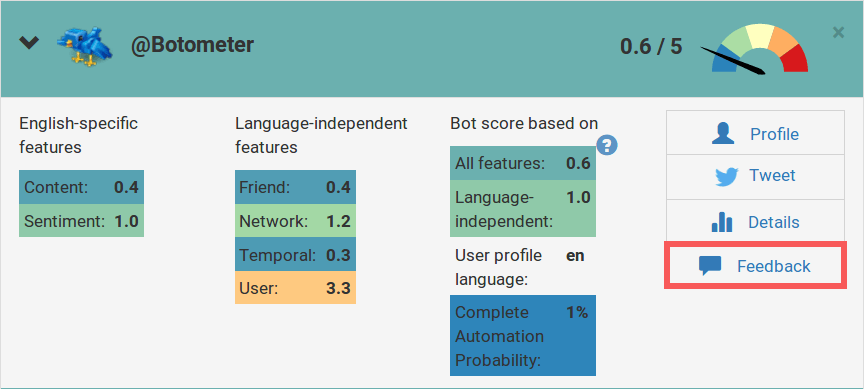 @Botometer
0.6 / 5
×
English-specific
features
Content: 0.4
Sentiment: 1.0
Language-independent
features
Friend: 0.4
Network: 1.2
Temporal: 0.3
User: 3.3
Bot score based on
?
All features: 0.6
Language- 1.0
independent:
User profile en
language:
Complete 1%
Automation
Probability:
Profile
Tweet
Details
Feedback